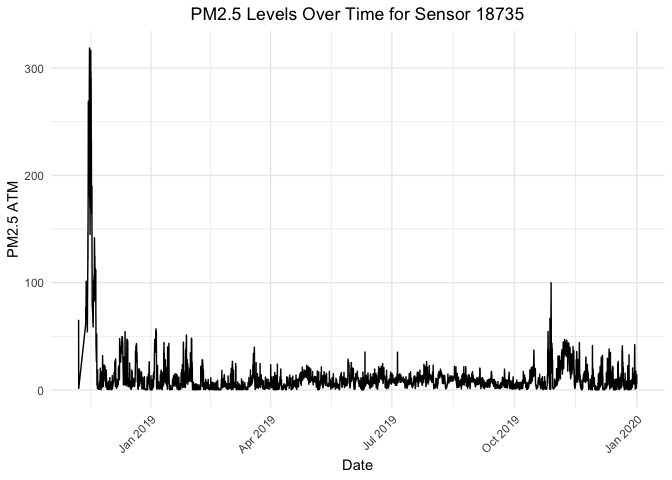 PM2.5 Levels Over Time for Sensor 18735
300
200
100
0
PM2.5 ATM
Jan 2019
Apr 2019
Jul 2019
Oct 2019
Jan 2020
Date